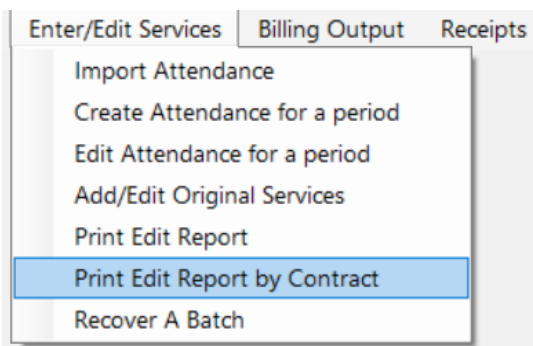 Enter/Edit Services Billing Output Receipts
Import Attendance
Create Attendance for a period
Edit Attendance for a period
Add/Edit Original Services
Print Edit Report
Print Edit Report by Contract
Recover A Batch